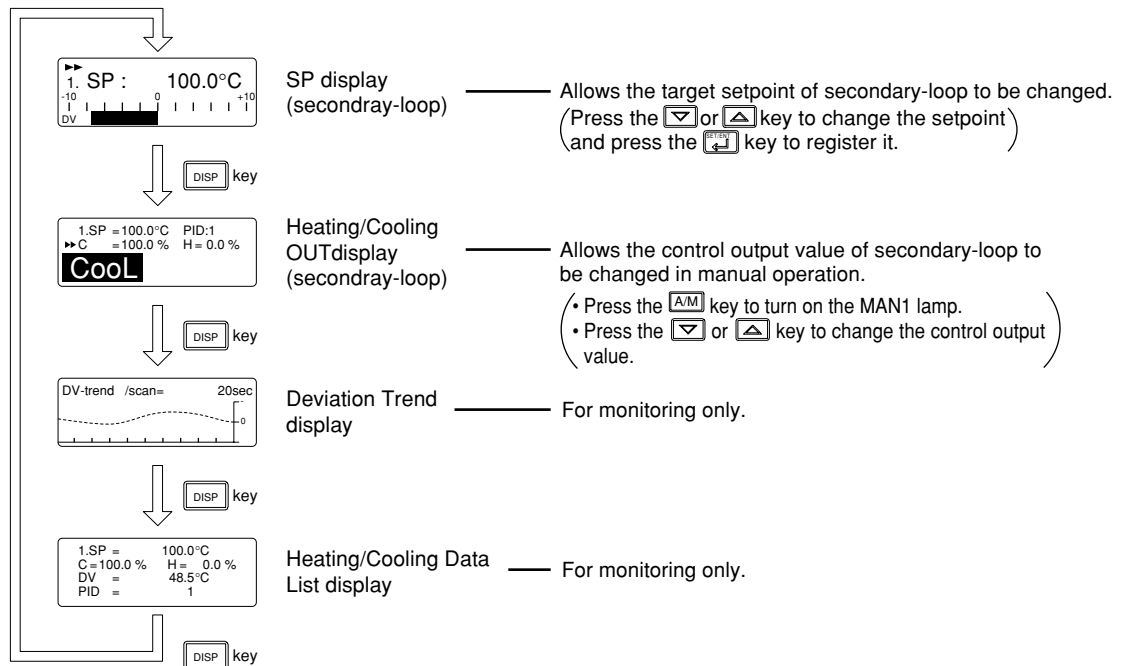 1. SP : 100.0°C
-10 0 +10
DV
SP display
(secondray-loop)
Allows the target setpoint of secondary-loop to be changed.
Press the ▽ or △ key to change the setpoint
and press the SET/ENT key to register it.
DISP key
1.SP =100.0°C PID:1
C =100.0 % H= 0.0 %
CooL
Heating/Cooling
OUTdisplay
(secondray-loop)
Allows the control output value of secondary-loop to
be changed in manual operation.
• Press the A/M key to turn on the MAN1 lamp.
• Press the ▽ or △ key to change the control output
value.
DISP key
DV-trend /scan= 20sec
0
Deviation Trend
display
For monitoring only.
DISP key
1.SP = 100.0°C
C=100.0 % H= 0.0 %
DV = 48.5°C
PID = 1
Heating/Cooling Data
List display
For monitoring only.
DISP key